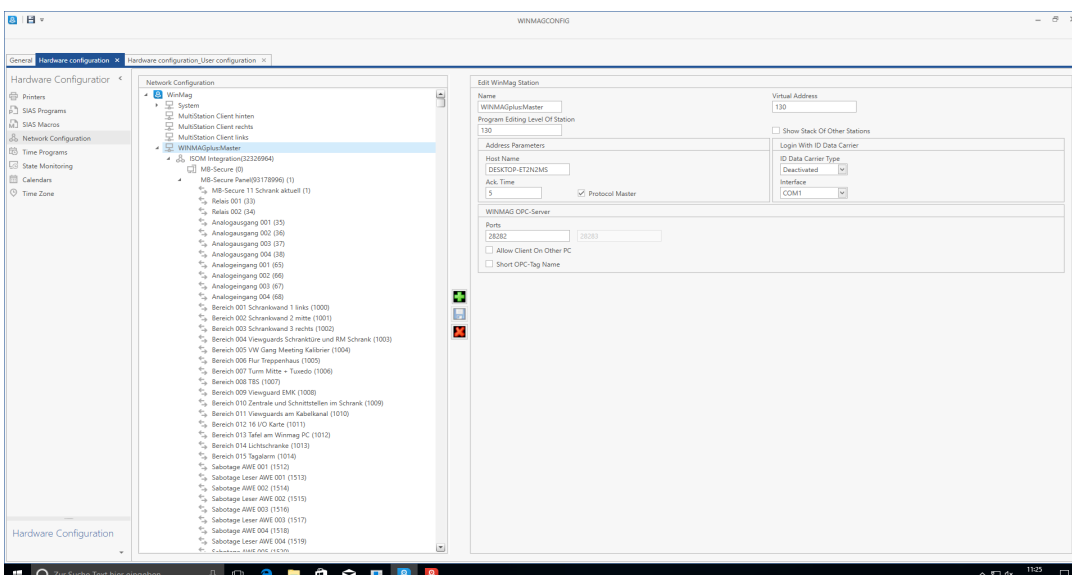 WINMAGCONFIG
General
Hardware configuration ×
Hardware configuration_User configuration ×
Hardware Configuration
Printers
SIAS Programs
SIAS Macros
Network Configuration
Time Programs
State Monitoring
Calendars
Time Zone
Hardware Configuration
Network Configuration
WinMag
System
MultiStation Client hinten
MultiStation Client rechts
MultiStation Client links
WINMAGplus:Master
ISOM Integration(32326964)
MB-Secure (0)
MB-Secure Panel(93178996) (1)
MB-Secure 11 Schrank aktuell (1)
Relais 001 (33)
Relais 002 (34)
Analogausgang 001 (35)
Analogausgang 002 (36)
Analogausgang 003 (37)
Analogausgang 004 (38)
Analogeingang 001 (65)
Analogeingang 002 (66)
Analogeingang 003 (67)
Analogeingang 004 (68)
Bereich 001 Schrankwand 1 links (1000)
Bereich 002 Schrankwand 2 mitte (1001)
Bereich 003 Schrankwand 3 rechts (1002)
Bereich 004 Viewguards Schranktüre und RM Schrank (1003)
Bereich 005 VW Gang Meeting Kalibrier (1004)
Bereich 006 Flur Treppenhaus (1005)
Bereich 007 Turm Mitte + Tuxedo (1006)
Bereich 008 TBS (1007)
Bereich 009 Viewguard EMK (1008)
Bereich 010 Zentrale und Schnittstellen im Schrank (1009)
Bereich 011 Viewguards am Kabelkanal (1010)
Bereich 012 16 I/O Karte (1011)
Bereich 013 Tafel am Winmag PC (1012)
Bereich 014 Lichtschranke (1013)
Bereich 015 Tagalarm (1014)
Sabotage AWE 001 (1512)
Sabotage Leser AWE 001 (1513)
Sabotage AWE 002 (1514)
Sabotage Leser AWE 002 (1515)
Sabotage AWE 003 (1516)
Sabotage Leser AWE 003 (1517)
Sabotage AWE 004 (1518)
Sabotage Leser AWE 004 (1519)
Sabotage AWE 005 (1520)
Edit WinMag Station
Name
WINMAGplus:Master
Virtual Address
130
Program Editing Level Of Station
130
Show Stack Of Other Stations
Address Parameters
Host Name
DESKTOP-ET2N2MS
Ack. Time
5
Protocol Master
Login With ID Data Carrier
ID Data Carrier Type
Deactivated
Interface
COM1
WINMAG OPC-Server
Ports
28282
28283
Allow Client On Other PC
Short OPC-Tag Name
Zur Suche Text hier eingeben
11:25